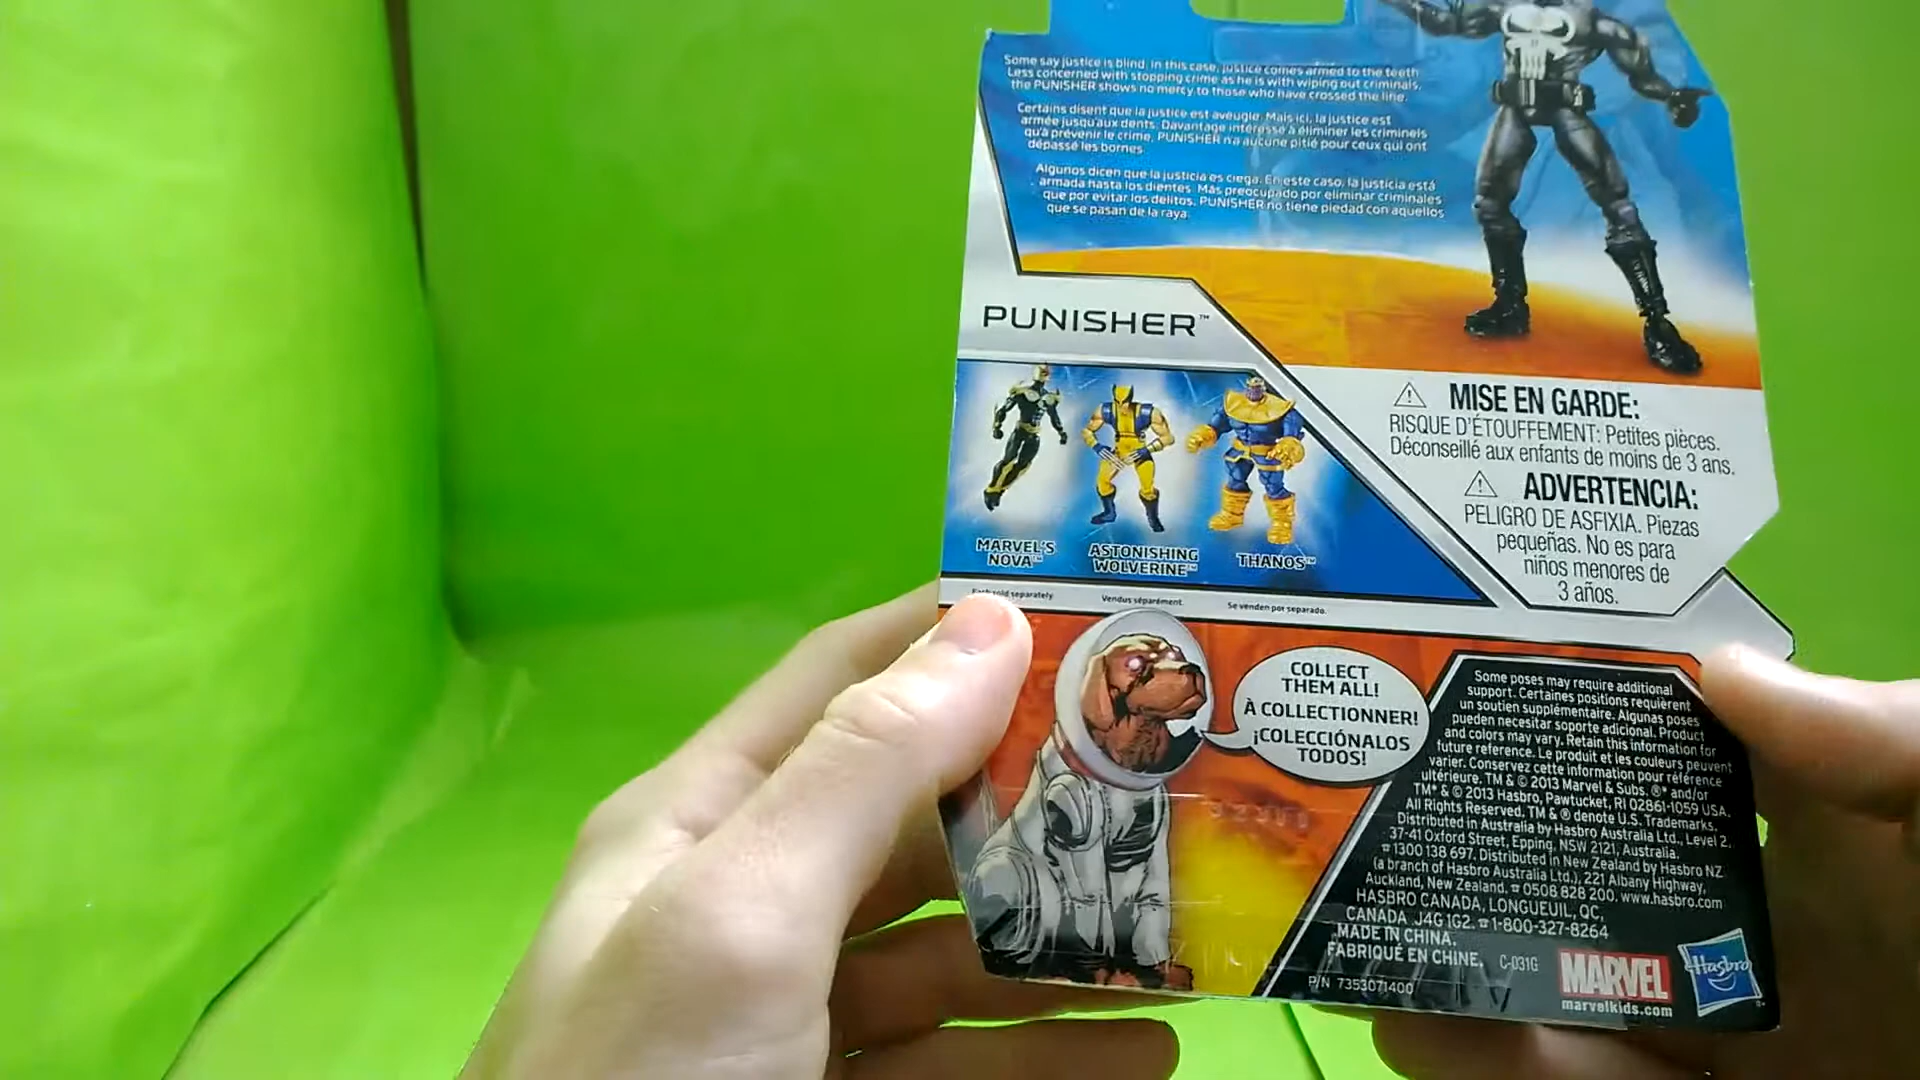 Some say justice is blind. In this case, justice comes armed to the teeth.
Less concerned with stopping crime as he is with wiping out criminals,
the PUNISHER shows no mercy to those who have crossed the line.
Certains disent que la justice est aveugle. Mais ici, la justice est
armée jusqu'aux dents. Davantage intéressé à éliminer les criminels
qu'à prévenir le crime, PUNISHER n'a aucune pitié pour ceux qui ont
dépassé les bornes.
Algunos dicen que la justicia es ciega. En este caso, la justicia está
armada hasta los dientes. Más preocupado por eliminar criminales
que por evitar los delitos, PUNISHER no tiene piedad con aquellos
que se pasan de la raya.
PUNISHER™
MARVEL'S
NOVA™
ASTONISHING
WOLVERINE™
THANOS™
Each sold separately.
Vendus séparément.
Se venden por separado.
⚠ MISE EN GARDE:
RISQUE D'ÉTOUFFEMENT: Petites pièces.
Déconseillé aux enfants de moins de 3 ans.
⚠ ADVERTENCIA:
PELIGRO DE ASFIXIA. Piezas
pequeñas. No es para
niños menores de
3 años.
COLLECT
THEM ALL!
À COLLECTIONNER!
¡COLECCIÓNALOS
TODOS!
Some poses may require additional
support. Certaines positions requièrent
un soutien supplémentaire. Algunas poses
pueden necesitar soporte adicional. Product
and colors may vary. Retain this information for
future reference. Le produit et les couleurs peuvent
varier. Conservez cette information pour référence
ultérieure. TM & © 2013 Marvel & Subs. ®* and/or
TM* & © 2013 Hasbro, Pawtucket, RI 02861-1059 USA.
All Rights Reserved. TM & ® denote U.S. Trademarks.
Distributed in Australia by Hasbro Australia Ltd., Level 2,
37-41 Oxford Street, Epping, NSW 2121, Australia.
☎ 1300 138 697. Distributed in New Zealand by Hasbro NZ
(a branch of Hasbro Australia Ltd.), 221 Albany Highway,
Auckland, New Zealand. ☎ 0508 828 200. www.hasbro.com
HASBRO CANADA, LONGUEUIL, QC,
CANADA J4G 1G2. ☎ 1-800-327-8264
MADE IN CHINA.
FABRIQUÉ EN CHINE.
C-031G
P/N 7353071400
MARVEL
marvelkids.com
Hasbro